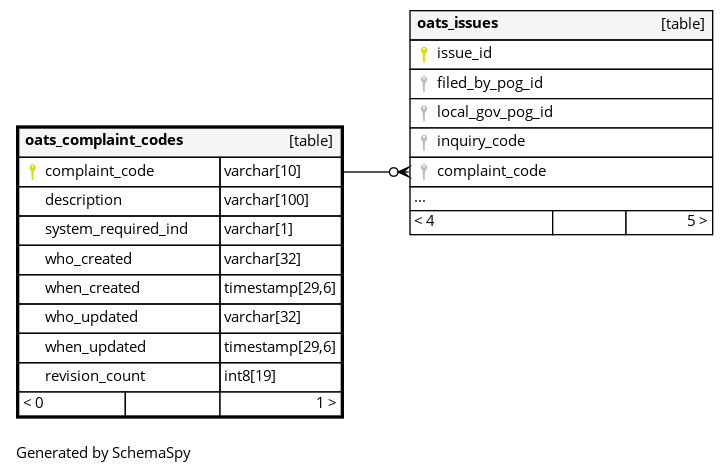 oats_issues [table]
issue_id
filed_by_pog_id
local_gov_pog_id
inquiry_code
complaint_code
...
< 4 5 >
oats_complaint_codes [table]
complaint_code varchar[10]
description varchar[100]
system_required_ind varchar[1]
who_created varchar[32]
when_created timestamp[29,6]
who_updated varchar[32]
when_updated timestamp[29,6]
revision_count int8[19]
< 0 1 >
Generated by SchemaSpy